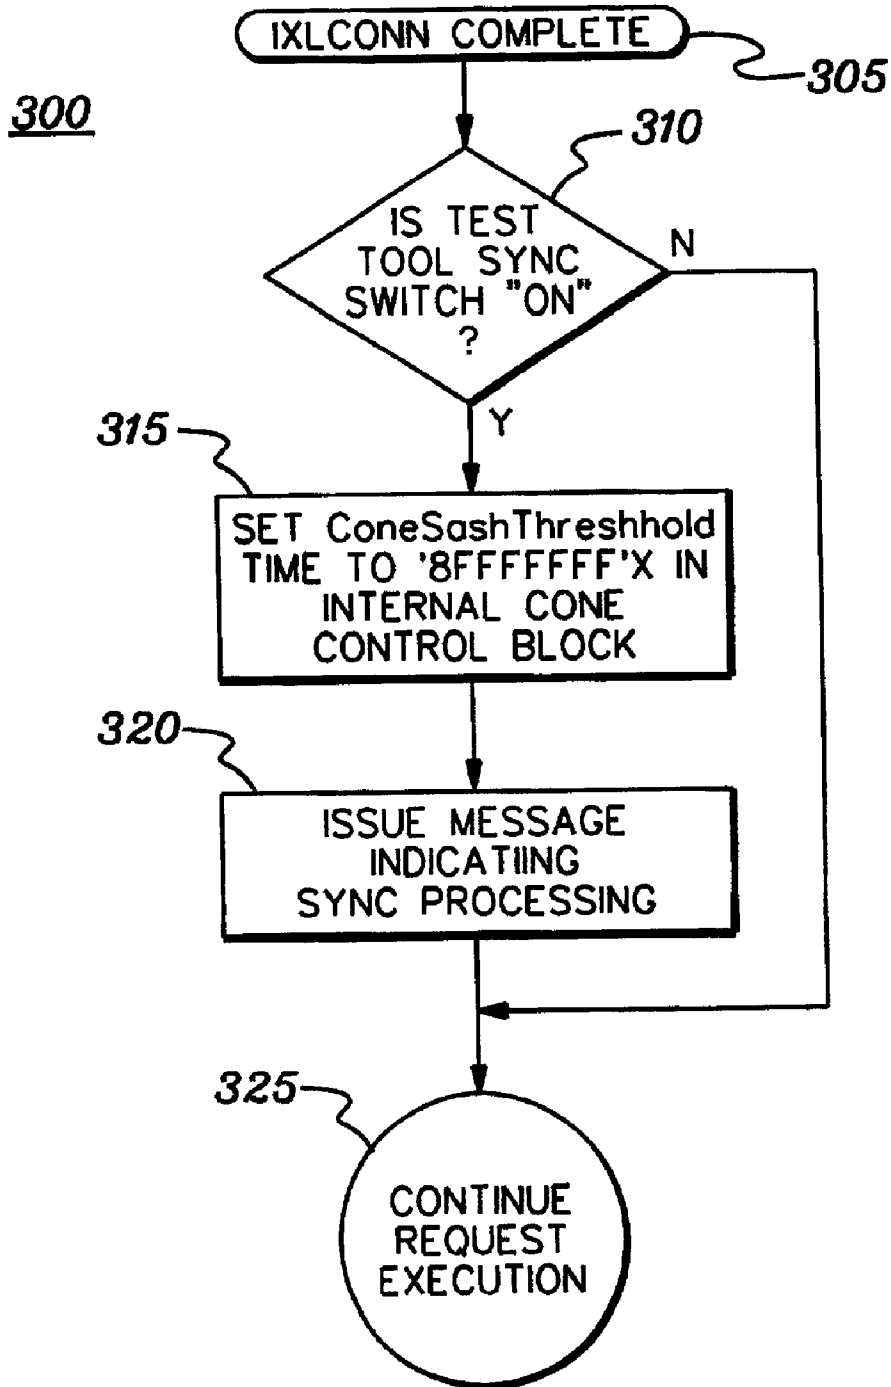 IXLCONN COMPLETE
305
300
310
IS TEST
TOOL SYNC
SWITCH "ON"
?
N
Y
315
SET ConeSashThreshhold
TIME TO '8FFFFFFF'X IN
INTERNAL CONE
CONTROL BLOCK
320
ISSUE MESSAGE
INDICATIING
SYNC PROCESSING
325
CONTINUE
REQUEST
EXECUTION